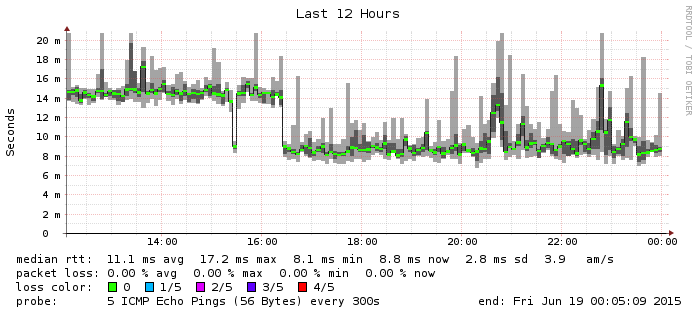 Last 12 Hours
RRDTOOL / TOBI OETIKER
Seconds
20 m
18 m
16 m
14 m
12 m
10 m
8 m
6 m
4 m
2 m
0
14:00 16:00 18:00 20:00 22:00 00:00
median rtt: 11.1 ms avg 17.2 ms max 8.1 ms min 8.8 ms now 2.8 ms sd 3.9 am/s
packet loss: 0.00 % avg 0.00 % max 0.00 % min 0.00 % now
loss color: 0 1/5 2/5 3/5 4/5
probe: 5 ICMP Echo Pings (56 Bytes) every 300s end: Fri Jun 19 00:05:09 2015